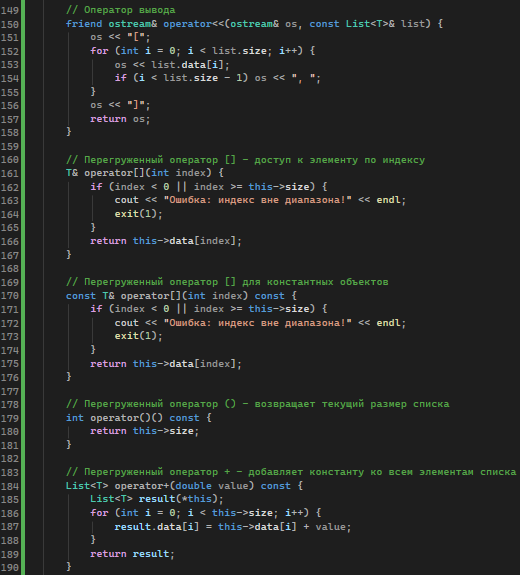 149 // Оператор вывода
150 friend ostream& operator<<(ostream& os, const List<T>& list) {
151 os << "[";
152 for (int i = 0; i < list.size; i++) {
153 os << list.data[i];
154 if (i < list.size - 1) os << ", ";
155 }
156 os << "]";
157 return os;
158 }
159
160 // Перегруженный оператор [] - доступ к элементу по индексу
161 T& operator[](int index) {
162 if (index < 0 || index >= this->size) {
163 cout << "Ошибка: индекс вне диапазона!" << endl;
164 exit(1);
165 }
166 return this->data[index];
167 }
168
169 // Перегруженный оператор [] для константных объектов
170 const T& operator[](int index) const {
171 if (index < 0 || index >= this->size) {
172 cout << "Ошибка: индекс вне диапазона!" << endl;
173 exit(1);
174 }
175 return this->data[index];
176 }
177
178 // Перегруженный оператор () - возвращает текущий размер списка
179 int operator()() const {
180 return this->size;
181 }
182
183 // Перегруженный оператор + - добавляет константу ко всем элементам списка
184 List<T> operator+(double value) const {
185 List<T> result(*this);
186 for (int i = 0; i < this->size; i++) {
187 result.data[i] = this->data[i] + value;
188 }
189 return result;
190 }